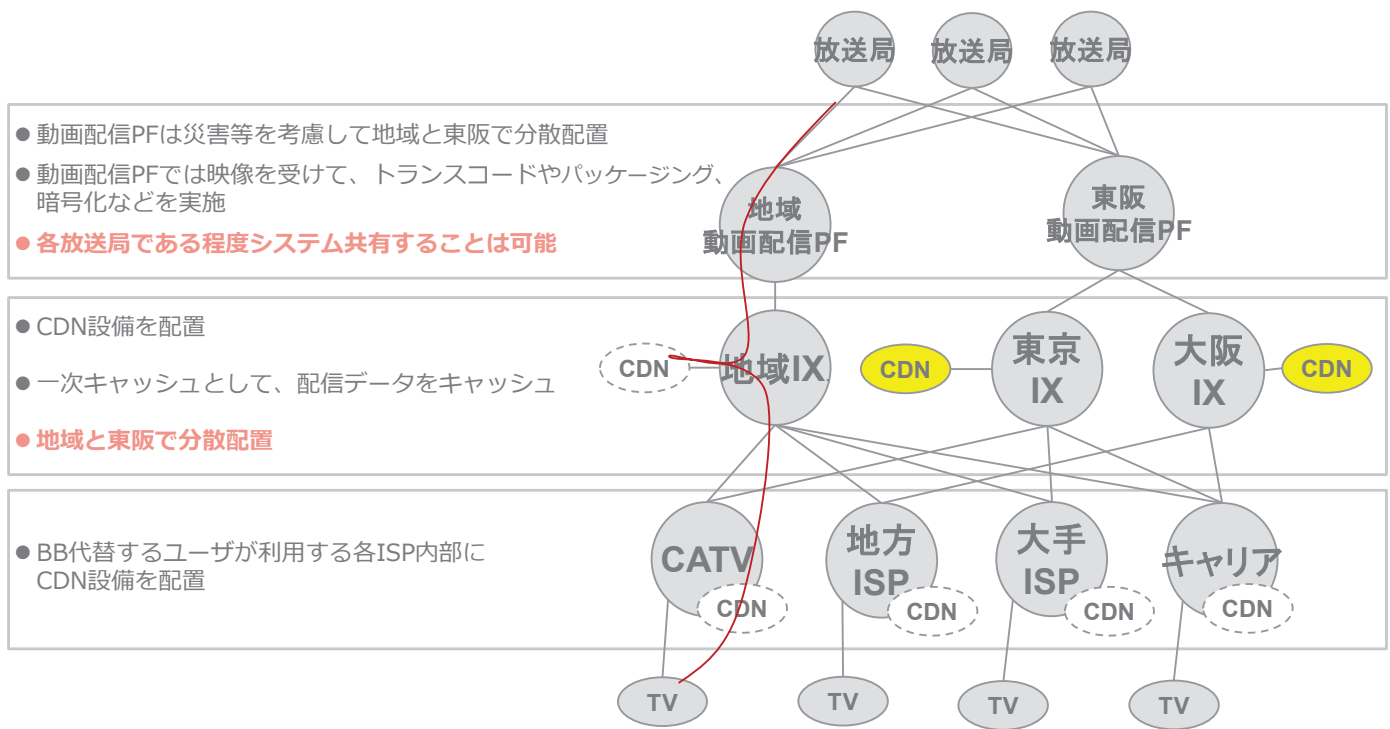 放送局
放送局
放送局
● 動画配信PFは災害等を考慮して地域と東阪で分散配置
● 動画配信PFでは映像を受けて、トランスコードやパッケージング、
暗号化などを実施
● 各放送局である程度システム共有することは可能
地域
動画配信PF
東阪
動画配信PF
● CDN設備を配置
● 一次キャッシュとして、配信データをキャッシュ
● 地域と東阪で分散配置
CDN
地域IX
CDN
東京
IX
大阪
IX
CDN
● BB代替するユーザが利用する各ISP内部に
CDN設備を配置
CATV
CDN
地方
ISP
CDN
大手
ISP
CDN
キャリア
CDN
TV
TV
TV
TV